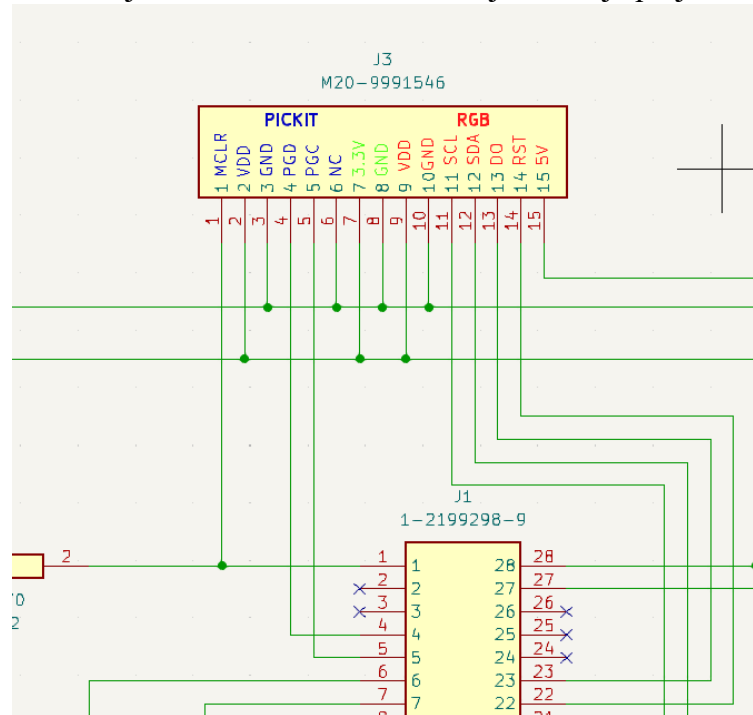 J3
M20-9991546
PICKIT RGB
MCLR VDD GND PGD PGC NC 3.3V GND VDD GND SCL SDA DO RST 5V
1 2 3 4 5 6 7 8 9 10 11 12 13 14 15
1 2 3 4 5 6 7 8 9 10 11 12 13 14 15
J1
1-2199298-9
2 1 1 28 28
2 2 27 27
3 3 26 26
4 4 25 25
5 5 24 24
6 6 23 23
7 7 22 22
2